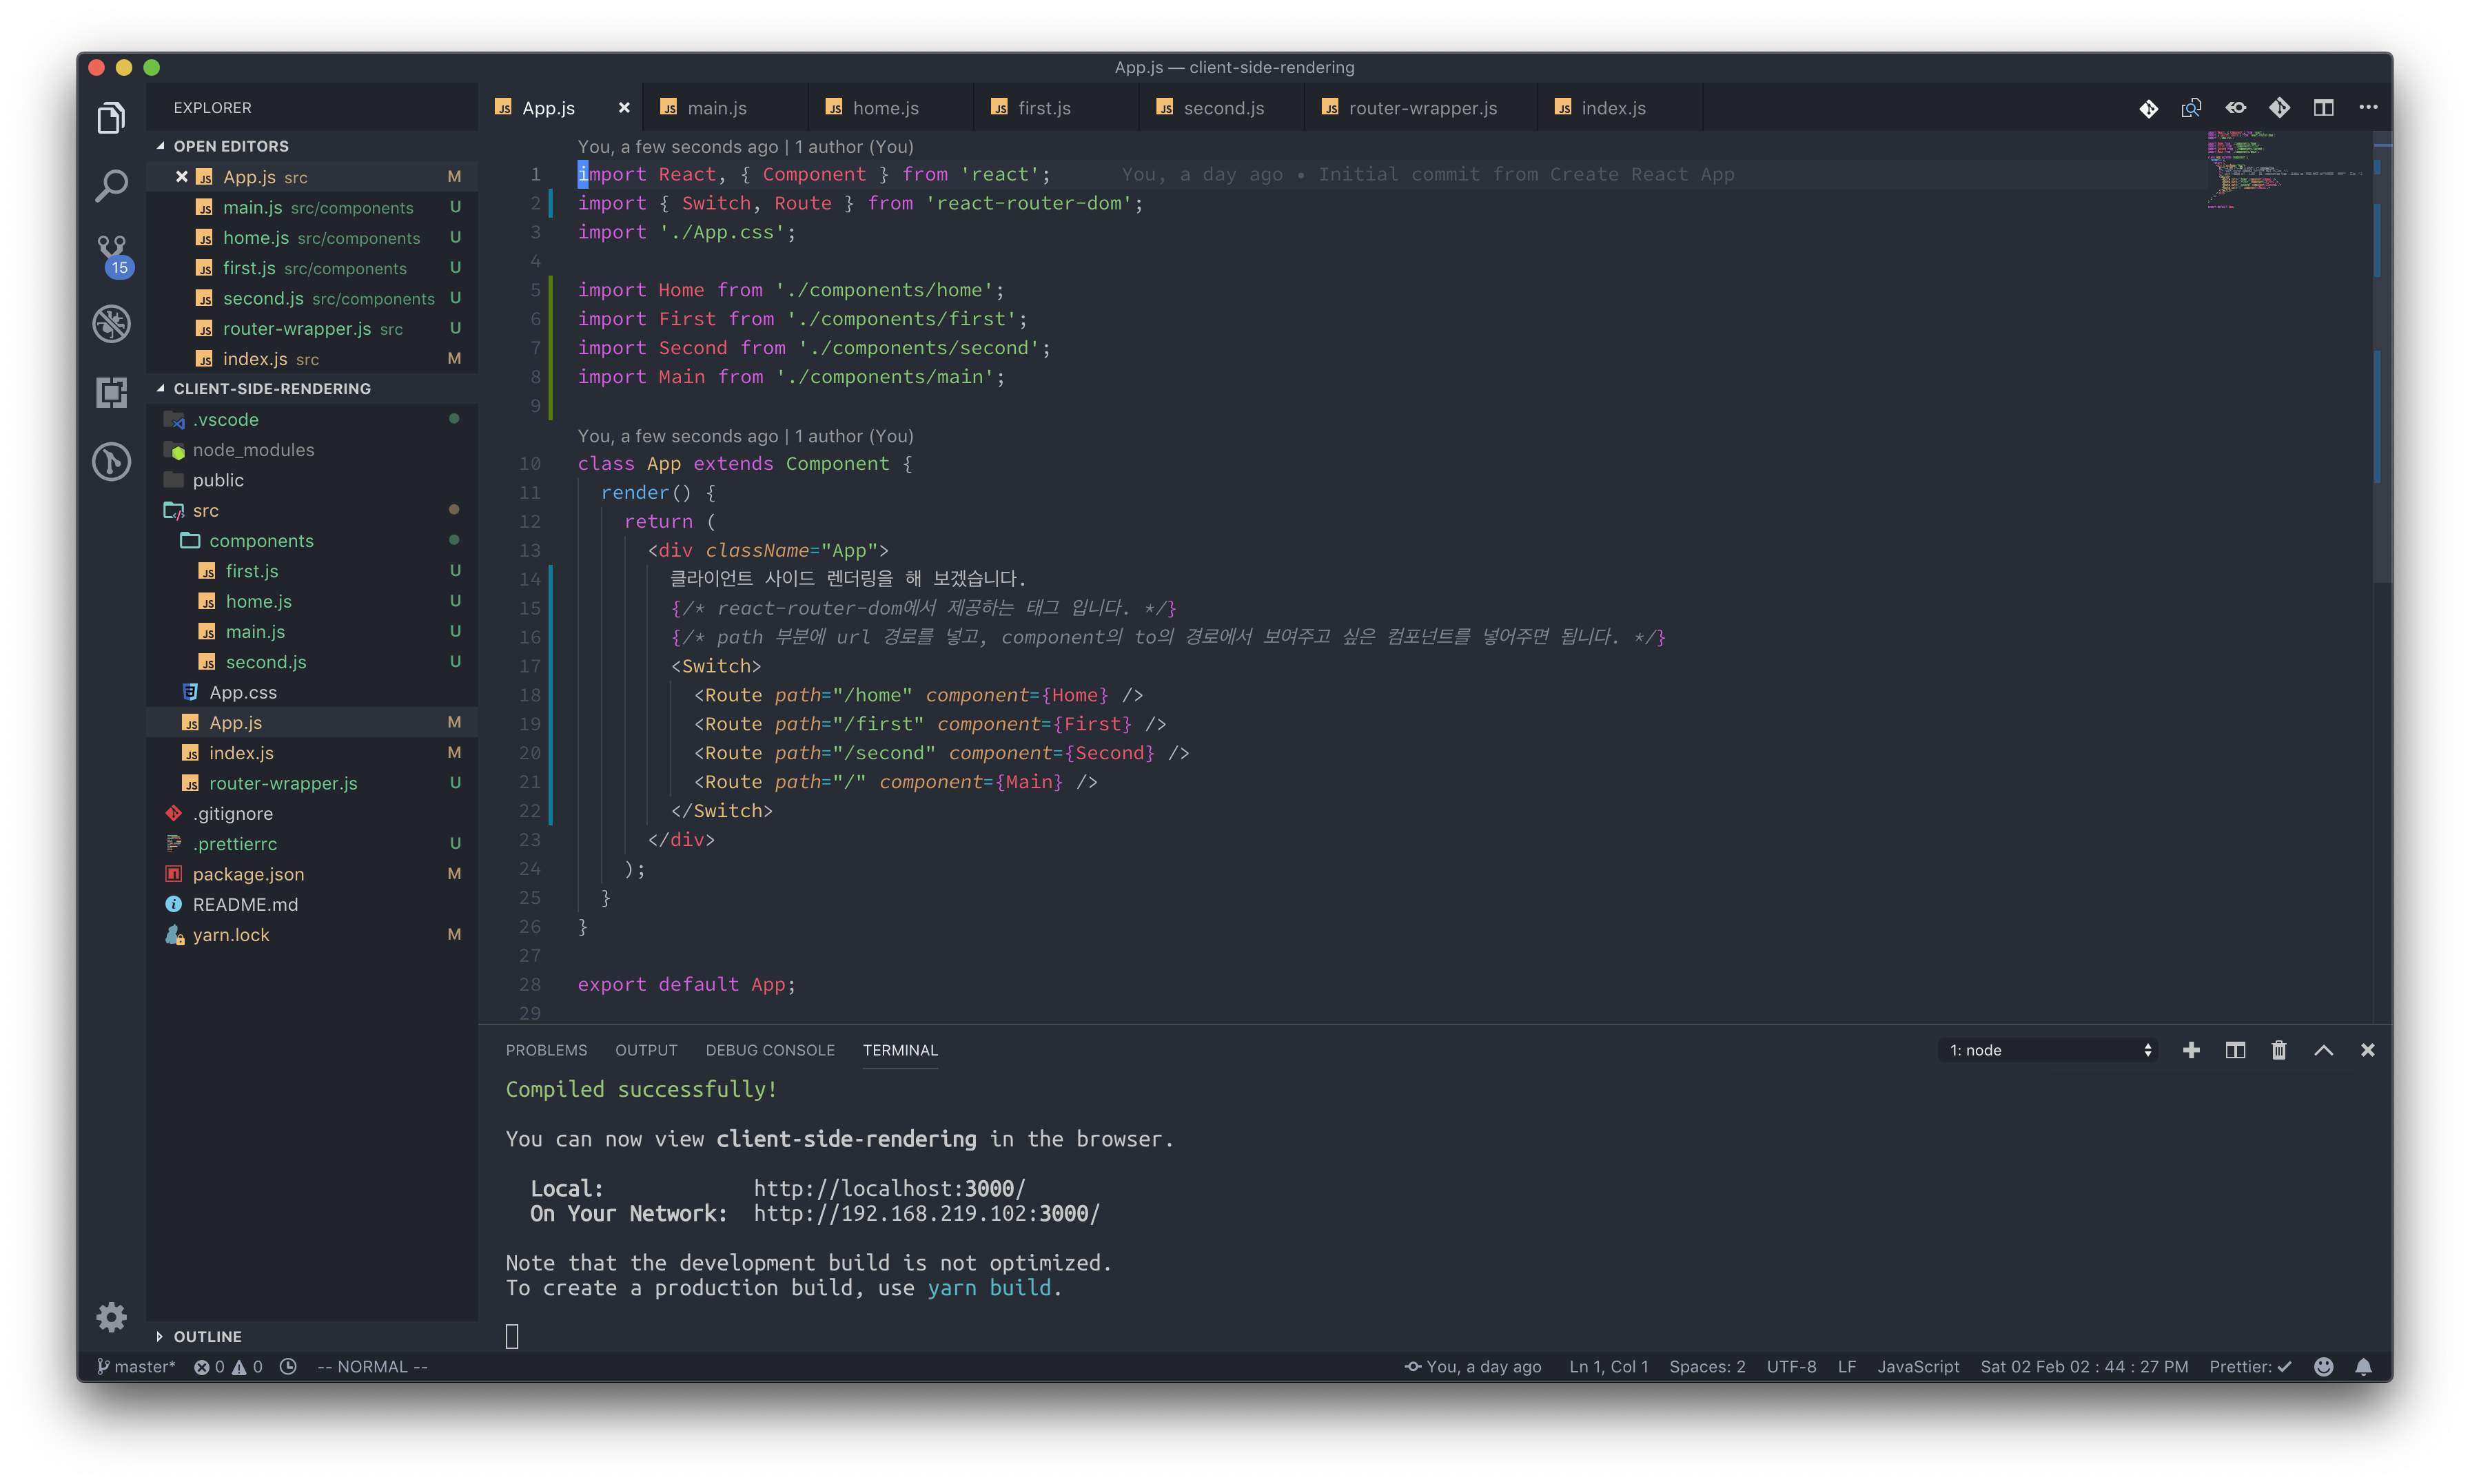 App.js — client-side-rendering
EXPLORER
OPEN EDITORS
App.js src M
main.js src/components U
home.js src/components U
first.js src/components U
second.js src/components U
router-wrapper.js src U
index.js src M
CLIENT-SIDE-RENDERING
.vscode
node_modules
public
src
components
first.js U
home.js U
main.js U
second.js U
App.css
App.js M
index.js M
router-wrapper.js U
.gitignore
.prettierrc U
package.json M
README.md
yarn.lock M
OUTLINE
15
App.js main.js home.js first.js second.js router-wrapper.js index.js
You, a few seconds ago | 1 author (You)
1 import React, { Component } from 'react'; You, a day ago • Initial commit from Create React App
2 import { Switch, Route } from 'react-router-dom';
3 import './App.css';
4
5 import Home from './components/home';
6 import First from './components/first';
7 import Second from './components/second';
8 import Main from './components/main';
9
You, a few seconds ago | 1 author (You)
10 class App extends Component {
11 render() {
12 return (
13 <div className="App">
14 클라이언트 사이드 렌더링을 해 보겠습니다.
15 {/* react-router-dom에서 제공하는 태그 입니다. */}
16 {/* path 부분에 url 경로를 넣고, component의 to의 경로에서 보여주고 싶은 컴포넌트를 넣어주면 됩니다. */}
17 <Switch>
18 <Route path="/home" component={Home} />
19 <Route path="/first" component={First} />
20 <Route path="/second" component={Second} />
21 <Route path="/" component={Main} />
22 </Switch>
23 </div>
24 );
25 }
26 }
27
28 export default App;
29
PROBLEMS OUTPUT DEBUG CONSOLE TERMINAL 1: node
Compiled successfully!
You can now view client-side-rendering in the browser.
Local: http://localhost:3000/
On Your Network: http://192.168.219.102:3000/
Note that the development build is not optimized.
To create a production build, use yarn build.
master* 0 0 -- NORMAL -- You, a day ago Ln 1, Col 1 Spaces: 2 UTF-8 LF JavaScript Sat 02 Feb 02 : 44 : 27 PM Prettier: ✓